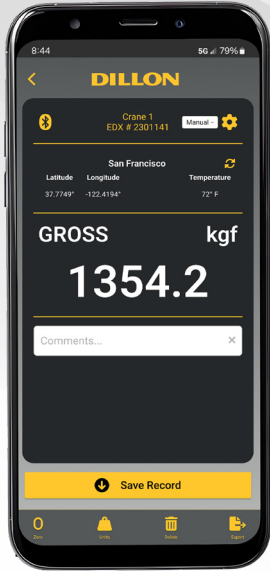 8:44 5G 79%
DILLON
Crane 1
EDX # 2301141
Manual -
San Francisco
Latitude Longitude Temperature
37.7749° -122.4194° 72° F
GROSS kgf
1354.2
Comments... ×
Save Record
0
Zero Units Delete Export